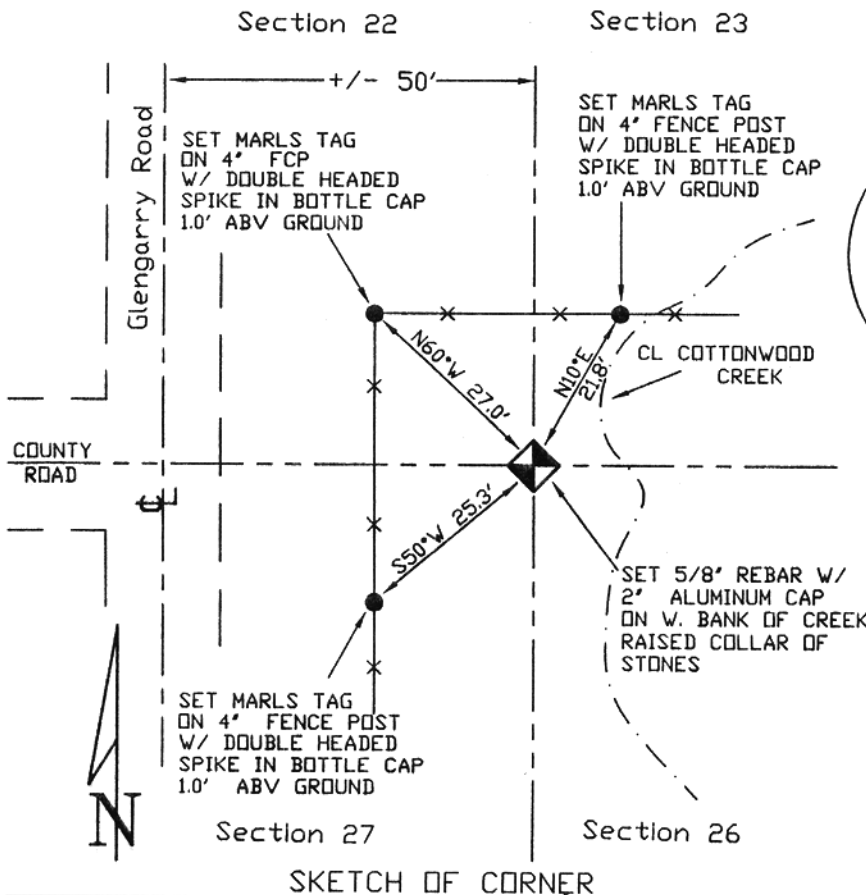 Section 22
Section 23
+/- 50'
Glengarry Road
SET MARLS TAG
ON 4" FCP
W/ DOUBLE HEADED
SPIKE IN BOTTLE CAP
1.0' ABV GROUND
SET MARLS TAG
ON 4" FENCE POST
W/ DOUBLE HEADED
SPIKE IN BOTTLE CAP
1.0' ABV GROUND
N60°W 27.0'
N10°E
21.8'
CL COTTONWOOD
CREEK
COUNTY
ROAD
CL
S50°W 25.3'
SET 5/8" REBAR W/
2" ALUMINUM CAP
ON W. BANK OF CREEK
RAISED COLLAR OF
STONES
SET MARLS TAG
ON 4" FENCE POST
W/ DOUBLE HEADED
SPIKE IN BOTTLE CAP
1.0' ABV GROUND
N
Section 27
Section 26
SKETCH OF CORNER